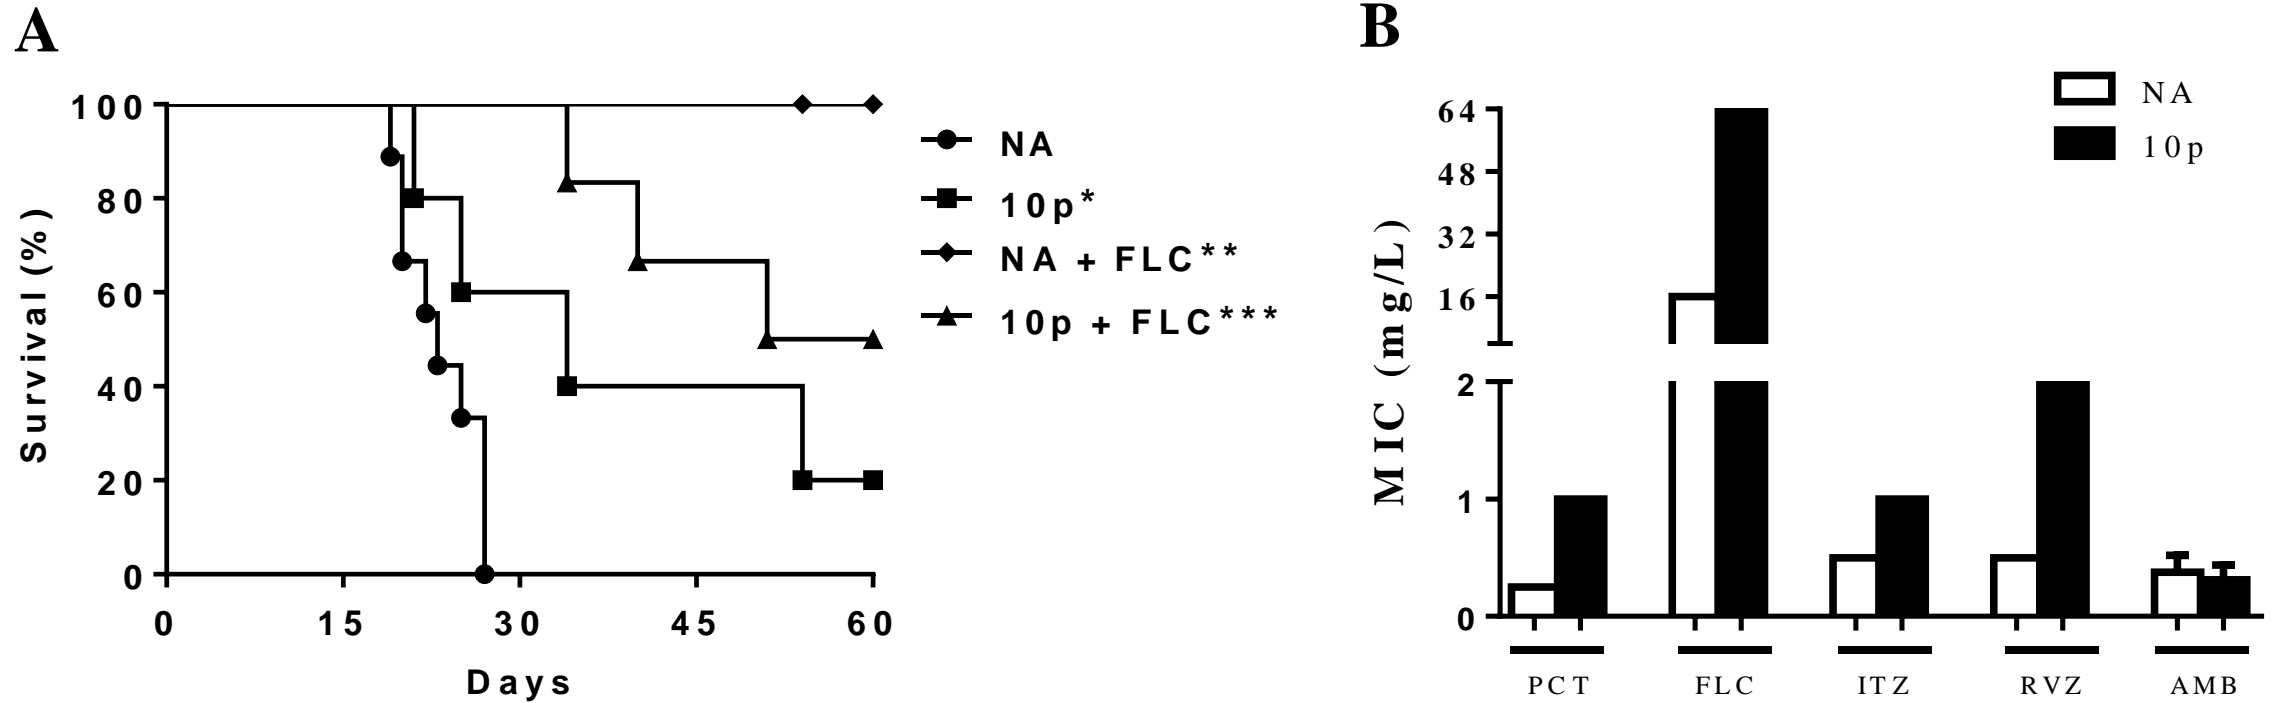 A
Survival (%)
100
80
60
40
20
0
0 15 30 45 60
Days
NA
10p*
NA + FLC**
10p + FLC***
B
MIC (mg/L)
64
48
32
16
2
1
0
PCT FLC ITZ RVZ AMB
NA
10p